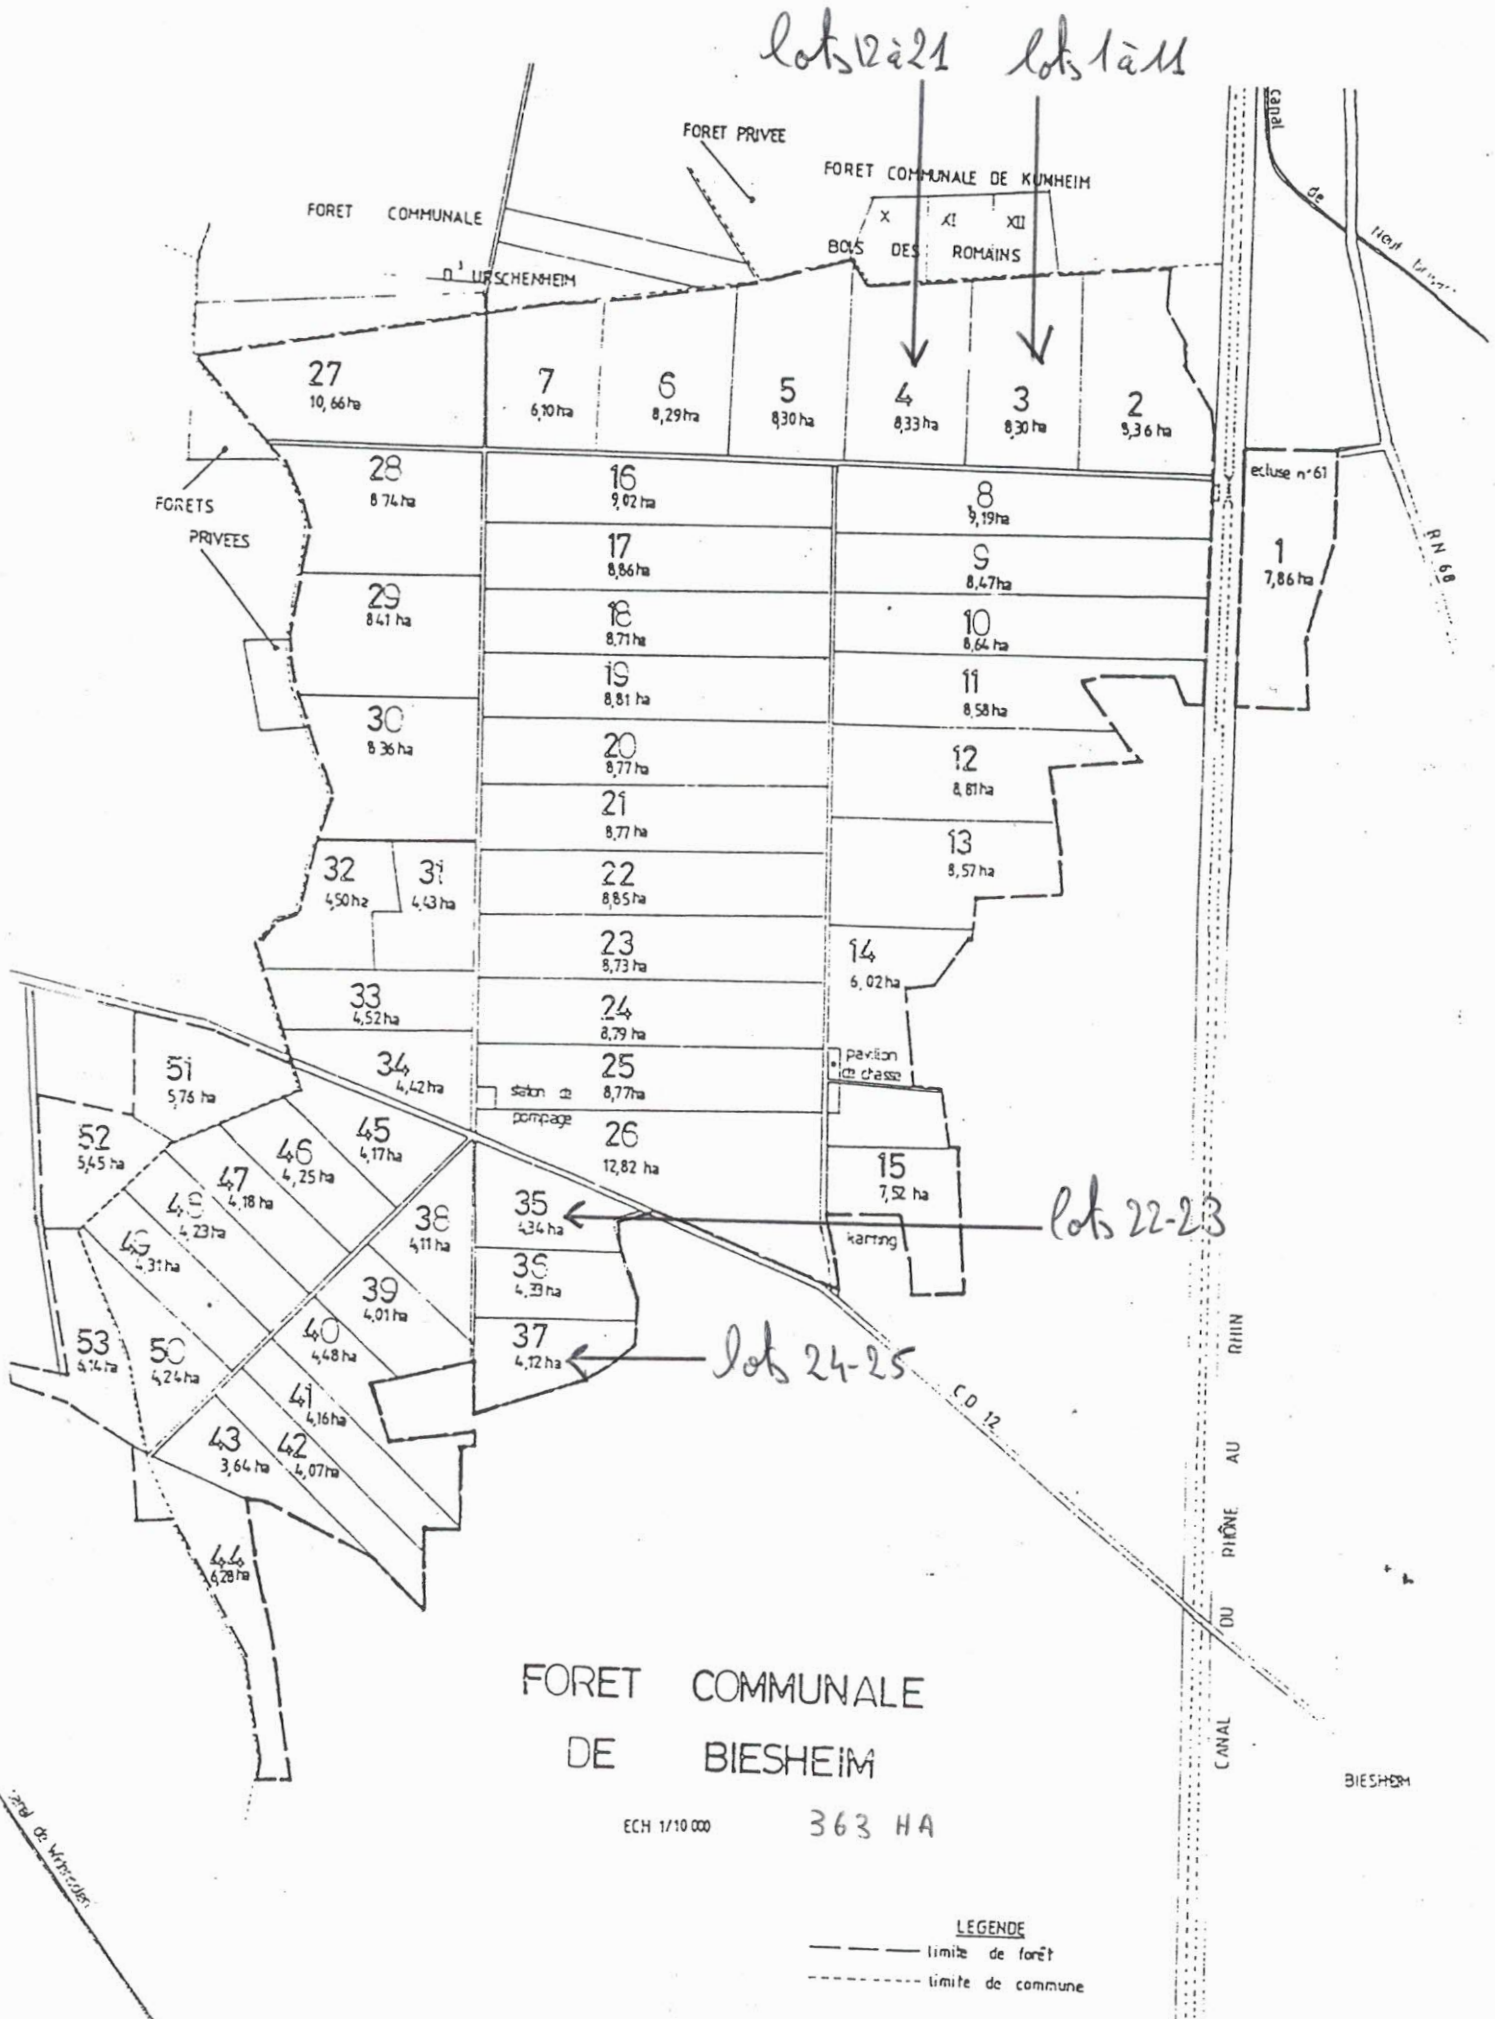 lots 12 à 21 lots 1 à 11
canal
de
FORET PRIVEE
FORET COMMUNALE DE KUNHEIM
FORET COMMUNALE
D' URSCHENHEIM
X XI XII
BOIS DES ROMAINS
27
10,66 ha
7
6,10 ha
6
8,29 ha
5
8,30 ha
4
8,33 ha
3
8,30 ha
2
8,36 ha
FORETS
PRIVEES
28
8 74 ha
16
9,02 ha
8
9,19 ha
ecluse n°61
1
7,86 ha
RN 68
17
8,86 ha
9
8,47 ha
29
8 41 ha
18
8,71 ha
10
8,64 ha
19
8,81 ha
11
8,58 ha
30
8 36 ha
20
8,77 ha
12
8,81 ha
21
8,77 ha
13
8,57 ha
32
4,50 ha
31
4,43 ha
22
8,85 ha
23
8,73 ha
14
6,02 ha
33
4,52 ha
24
8,79 ha
34
4,42 ha
25
8,77 ha
pavillon
de chasse
station de
pompage
51
5,76 ha
52
5,45 ha
45
4,17 ha
46
4,25 ha
47
4,18 ha
48
4,23 ha
49
4,31 ha
26
12,82 ha
15
7,52 ha
karting
35
4,34 ha
lots 22-23
38
4,11 ha
36
4,33 ha
39
4,01 ha
37
4,12 ha
lots 24-25
40
4,48 ha
53
6,14 ha
50
4,24 ha
41
4,16 ha
43
3,64 ha
42
4,07 ha
44
6,28 ha
C.D 12
CANAL DU RHÔNE AU RHIN
FORET COMMUNALE
DE BIESHEIM
ECH 1/10 000 363 HA
BIESHEIM
LEGENDE
limite de forêt
limite de commune